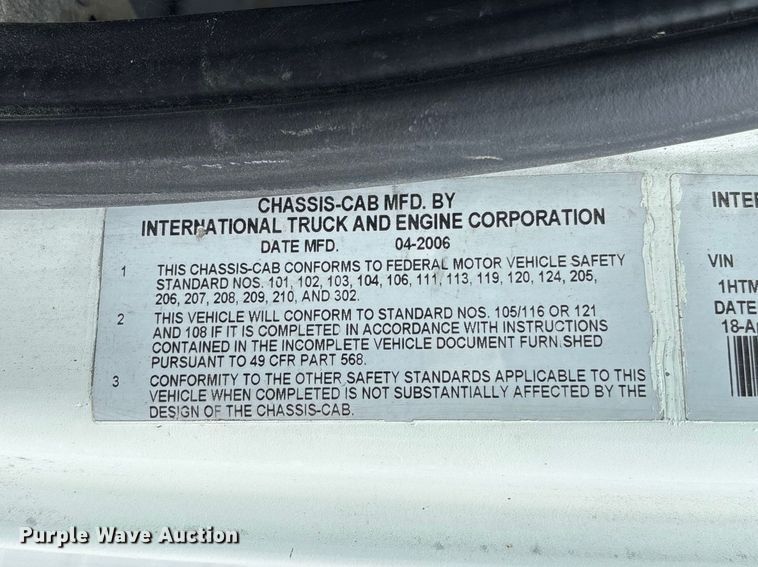 CHASSIS-CAB MFD. BY
INTERNATIONAL TRUCK AND ENGINE CORPORATION
DATE MFD. 04-2006
1 THIS CHASSIS-CAB CONFORMS TO FEDERAL MOTOR VEHICLE SAFETY
STANDARD NOS. 101, 102, 103, 104, 106, 111, 113, 119, 120, 124, 205,
206, 207, 208, 209, 210, AND 302.
2 THIS VEHICLE WILL CONFORM TO STANDARD NOS. 105/116 OR 121
AND 108 IF IT IS COMPLETED IN ACCORDANCE WITH INSTRUCTIONS
CONTAINED IN THE INCOMPLETE VEHICLE DOCUMENT FURNISHED
PURSUANT TO 49 CFR PART 568.
3 CONFORMITY TO THE OTHER SAFETY STANDARDS APPLICABLE TO THIS
VEHICLE WHEN COMPLETED IS NOT SUBSTANTIALLY AFFECTED BY THE
DESIGN OF THE CHASSIS-CAB.
INTER
VIN
1HTM
DATE
18-A
Purple Wave Auction